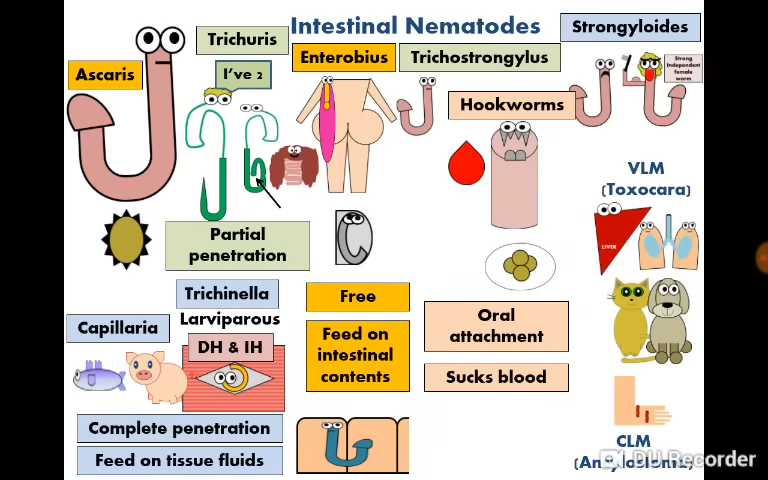 Intestinal Nematodes
Strongyloides
Trichuris
Ascaris
I've 2
Enterobius
Trichostrongylus
Strong
Independent
female
worm
Hookworms
VLM
(Toxocara)
LIVER
Partial
penetration
Trichinella
Larviparous
DH & IH
Capillaria
Free
Feed on
intestinal
contents
Oral
attachment
Sucks blood
Complete penetration
Feed on tissue fluids
CLM
(Ancylostoma)
DU Recorder